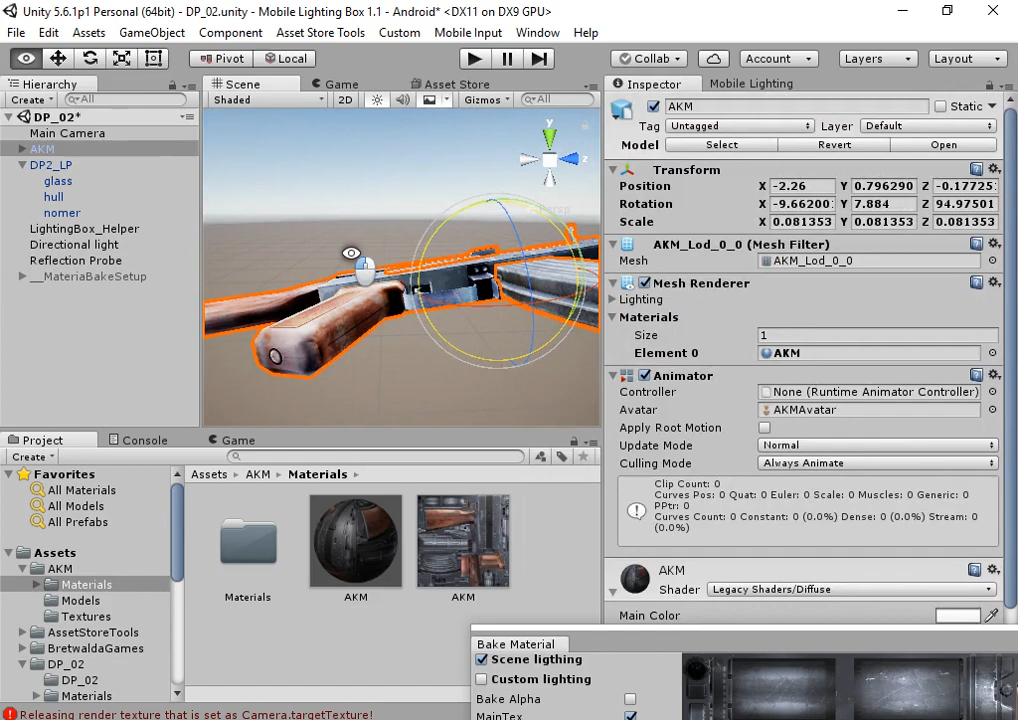 Unity 5.6.1p1 Personal (64bit) - DP_02.unity - Mobile Lighting Box 1.1 - Android* <DX11 on DX9 GPU>
File Edit Assets GameObject Component Asset Store Tools Custom Mobile Input Window Help
Pivot Local Collab Account Layers Layout
Hierarchy
Create All
DP_02*
Main Camera
AKM
DP2_LP
glass
hull
nomer
LightingBox_Helper
Directional light
Reflection Probe
__MateriaBakeSetup
Scene Game Asset Store
Shaded 2D Gizmos All
y
z
Persp
Inspector Mobile Lighting
AKM Static
Tag Untagged Layer Default
Model Select Revert Open
Transform
Position X -2.26 Y 0.796290 Z -0.17725
Rotation X -9.66200 Y 7.884 Z 94.97501
Scale X 0.081353 Y 0.081353 Z 0.081353
AKM_Lod_0_0 (Mesh Filter)
Mesh AKM_Lod_0_0
Mesh Renderer
Lighting
Materials
Size 1
Element 0 AKM
Animator
Controller None (Runtime Animator Controller)
Avatar AKMAvatar
Apply Root Motion
Update Mode Normal
Culling Mode Always Animate
Clip Count: 0
Curves Pos: 0 Quat: 0 Euler: 0 Scale: 0 Muscles: 0 Generic: 0
PPtr: 0
Curves Count: 0 Constant: 0 (0.0%) Dense: 0 (0.0%) Stream: 0
(0.0%)
AKM
Shader Legacy Shaders/Diffuse
Main Color
Project Console Game
Create
Favorites
All Materials
All Models
All Prefabs
Assets
AKM
Materials
Models
Textures
AssetStoreTools
BretwaldaGames
DP_02
DP_02
Materials
Assets AKM Materials
Materials AKM AKM
Bake Material
Scene ligthing
Custom lighting
Bake Alpha
MainTex
Releasing render texture that is set as Camera.targetTexture!